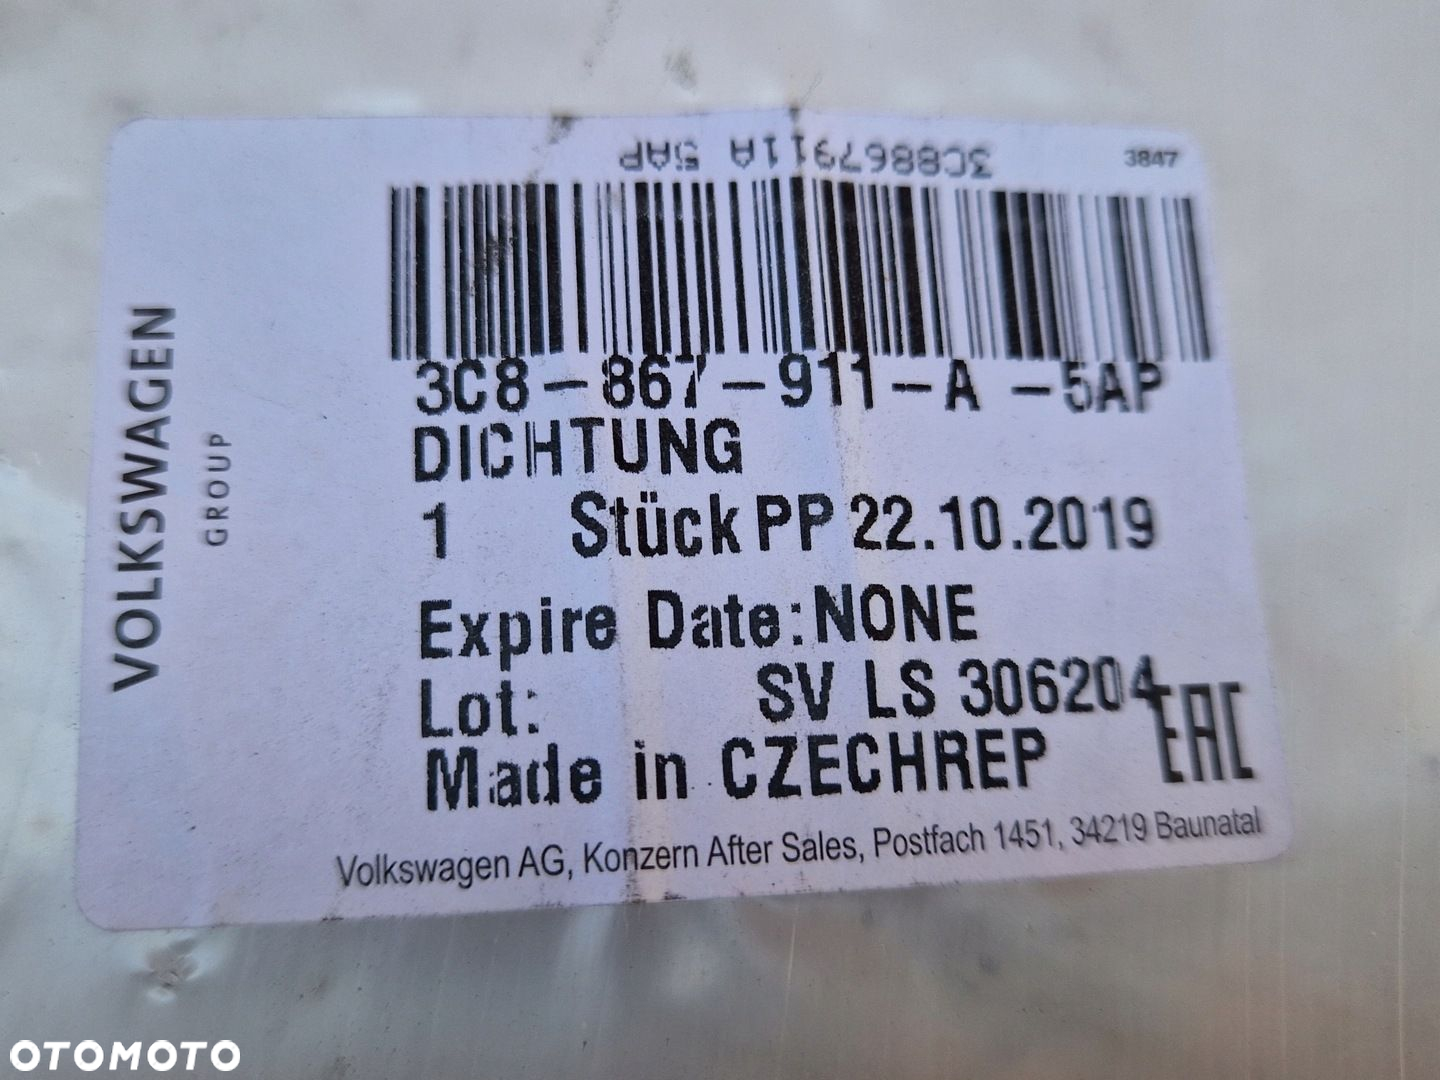 3C8867911A 5AP
3847
3C8-867-911-A -5AP
DICHTUNG
1 Stück PP 22.10.2019
Expire Date:NONE
Lot: SV LS 306204
Made in CZECHREP
EAC
Volkswagen AG, Konzern After Sales, Postfach 1451, 34219 Baunatal
VOLKSWAGEN
GROUP
OTOMOTO